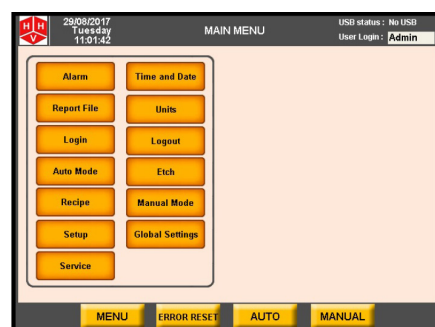 H H
V
29/08/2017
Tuesday
11:01:42
MAIN MENU
USB status : No USB
User Login : Admin
Alarm
Time and Date
Report File
Units
Login
Logout
Auto Mode
Etch
Recipe
Manual Mode
Setup
Global Settings
Service
MENU
ERROR RESET
AUTO
MANUAL